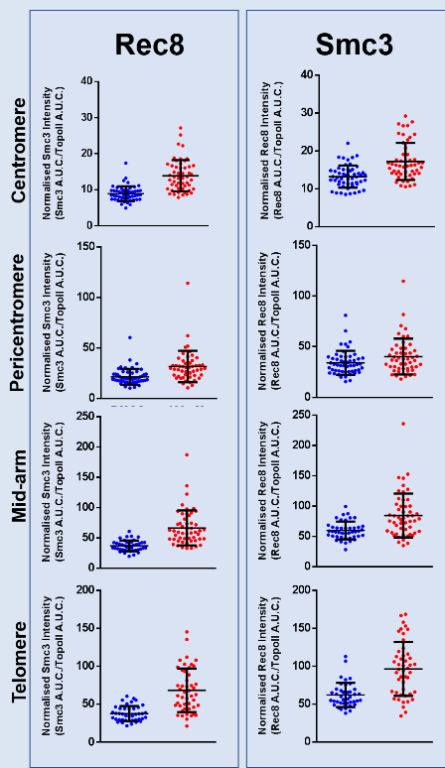 Rec8
Smc3
Centromere
Normalised Smc3 Intensity
(Smc3 A.U.C./TopoII A.U.C.)
40
30
20
10
0
Normalised Rec8 Intensity
(Rec8 A.U.C./TopoII A.U.C.)
40
30
20
10
0
Pericentromere
Normalised Smc3 Intensity
(Smc3 A.U.C./TopoII A.U.C.)
150
100
50
0
Normalised Rec8 Intensity
(Rec8 A.U.C./TopoII A.U.C.)
150
100
50
0
Mid-arm
Normalised Smc3 Intensity
(Smc3 A.U.C./TopoII A.U.C.)
250
200
150
100
50
0
Normalised Rec8 Intensity
(Rec8 A.U.C./TopoII A.U.C.)
250
200
150
100
50
0
Telomere
Normalised Smc3 Intensity
(Smc3 A.U.C./TopoII A.U.C.)
200
150
100
50
0
Normalised Rec8 Intensity
(Rec8 A.U.C./TopoII A.U.C.)
200
150
100
50
0